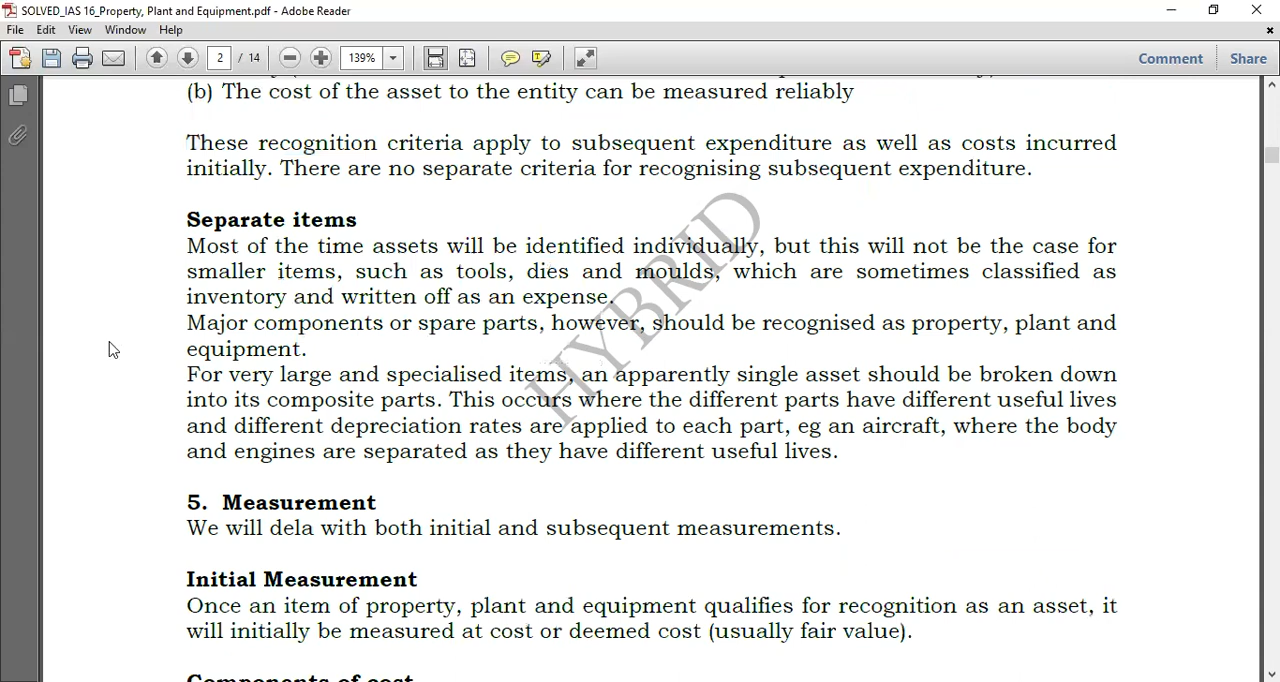 SOLVED_IAS 16_Property, Plant and Equipment.pdf - Adobe Reader
File Edit View Window Help
2 / 14 139% Comment Share
(b) The cost of the asset to the entity can be measured reliably
These recognition criteria apply to subsequent expenditure as well as costs incurred
initially. There are no separate criteria for recognising subsequent expenditure.
Separate items
Most of the time assets will be identified individually, but this will not be the case for
smaller items, such as tools, dies and moulds, which are sometimes classified as
inventory and written off as an expense.
Major components or spare parts, however, should be recognised as property, plant and
equipment.
For very large and specialised items, an apparently single asset should be broken down
into its composite parts. This occurs where the different parts have different useful lives
and different depreciation rates are applied to each part, eg an aircraft, where the body
and engines are separated as they have different useful lives.
HYBRID
5. Measurement
We will dela with both initial and subsequent measurements.
Initial Measurement
Once an item of property, plant and equipment qualifies for recognition as an asset, it
will initially be measured at cost or deemed cost (usually fair value).
Components of cost